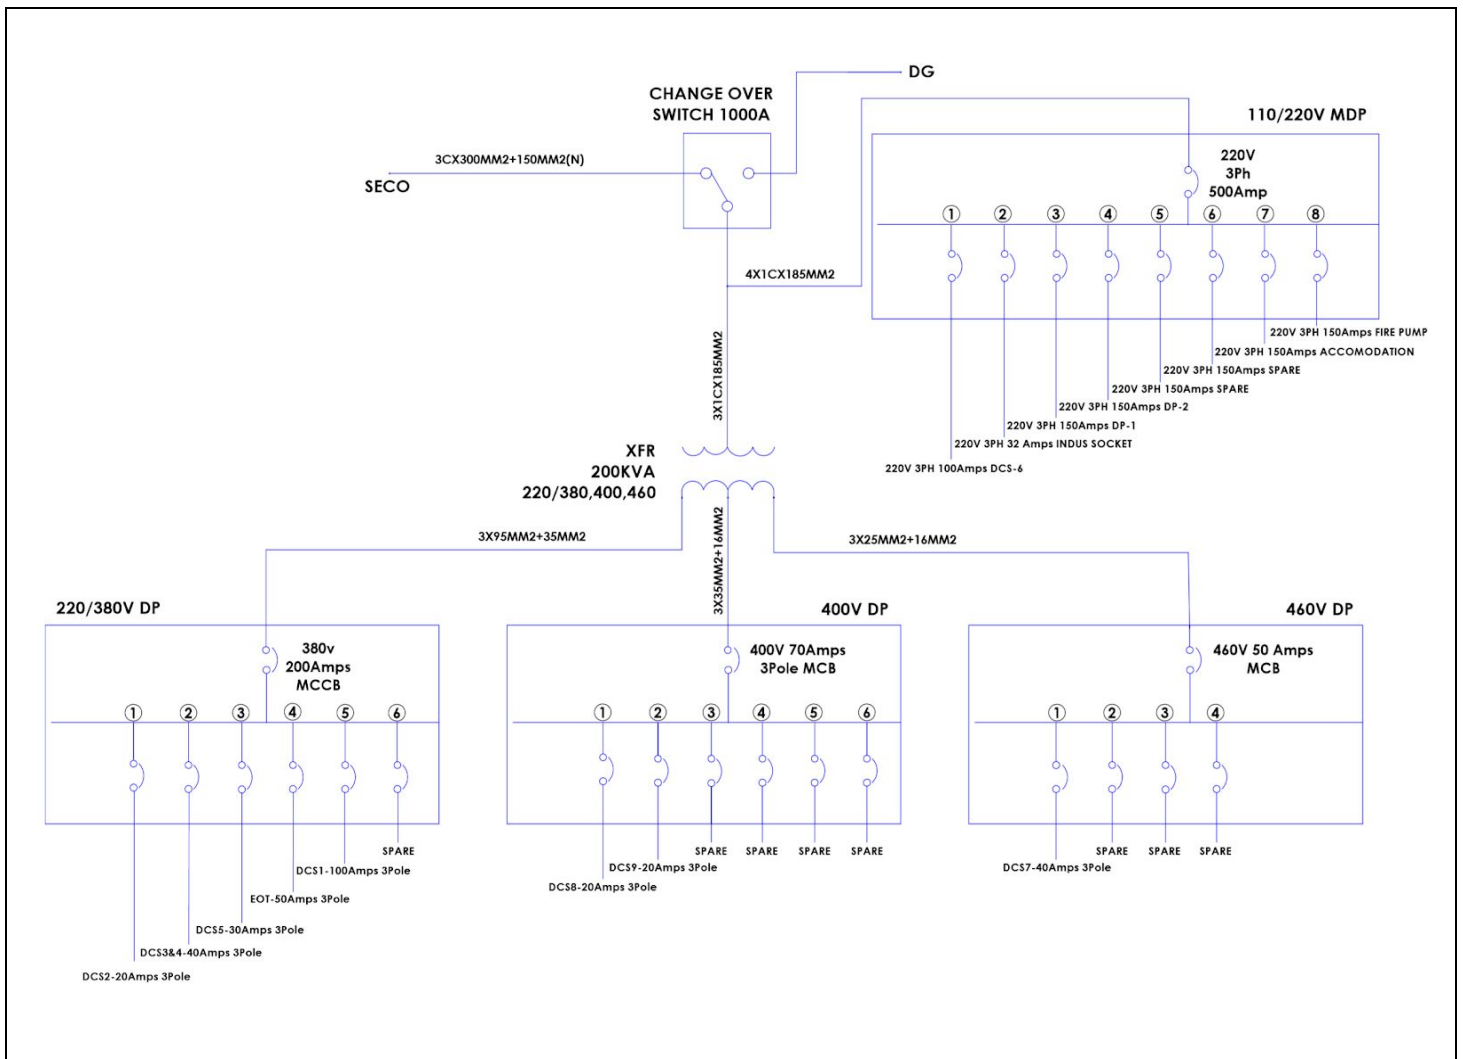 DG
CHANGE OVER
SWITCH 1000A
110/220V MDP
3CX300MM2+150MM2(N)
SECO
220V
3Ph
500Amp
1 2 3 4 5 6 7 8
4X1CX185MM2
220V 3PH 150Amps FIRE PUMP
220V 3PH 150Amps ACCOMODATION
220V 3PH 150Amps SPARE
220V 3PH 150Amps SPARE
220V 3PH 150Amps DP-2
220V 3PH 150Amps DP-1
220V 3PH 32 Amps INDUS SOCKET
220V 3PH 100Amps DCS-6
3X1CX185MM2
XFR
200KVA
220/380,400,460
3X95MM2+35MM2
3X35MM2+16MM2
3X25MM2+16MM2
220/380V DP
380v
200Amps
MCCB
1 2 3 4 5 6
SPARE
DCS1-100Amps 3Pole
EOT-50Amps 3Pole
DCS5-30Amps 3Pole
DCS3&4-40Amps 3Pole
DCS2-20Amps 3Pole
400V DP
400V 70Amps
3Pole MCB
1 2 3 4 5 6
SPARE SPARE SPARE SPARE
DCS9-20Amps 3Pole
DCS8-20Amps 3Pole
460V DP
460V 50 Amps
MCB
1 2 3 4
SPARE SPARE SPARE
DCS7-40Amps 3Pole